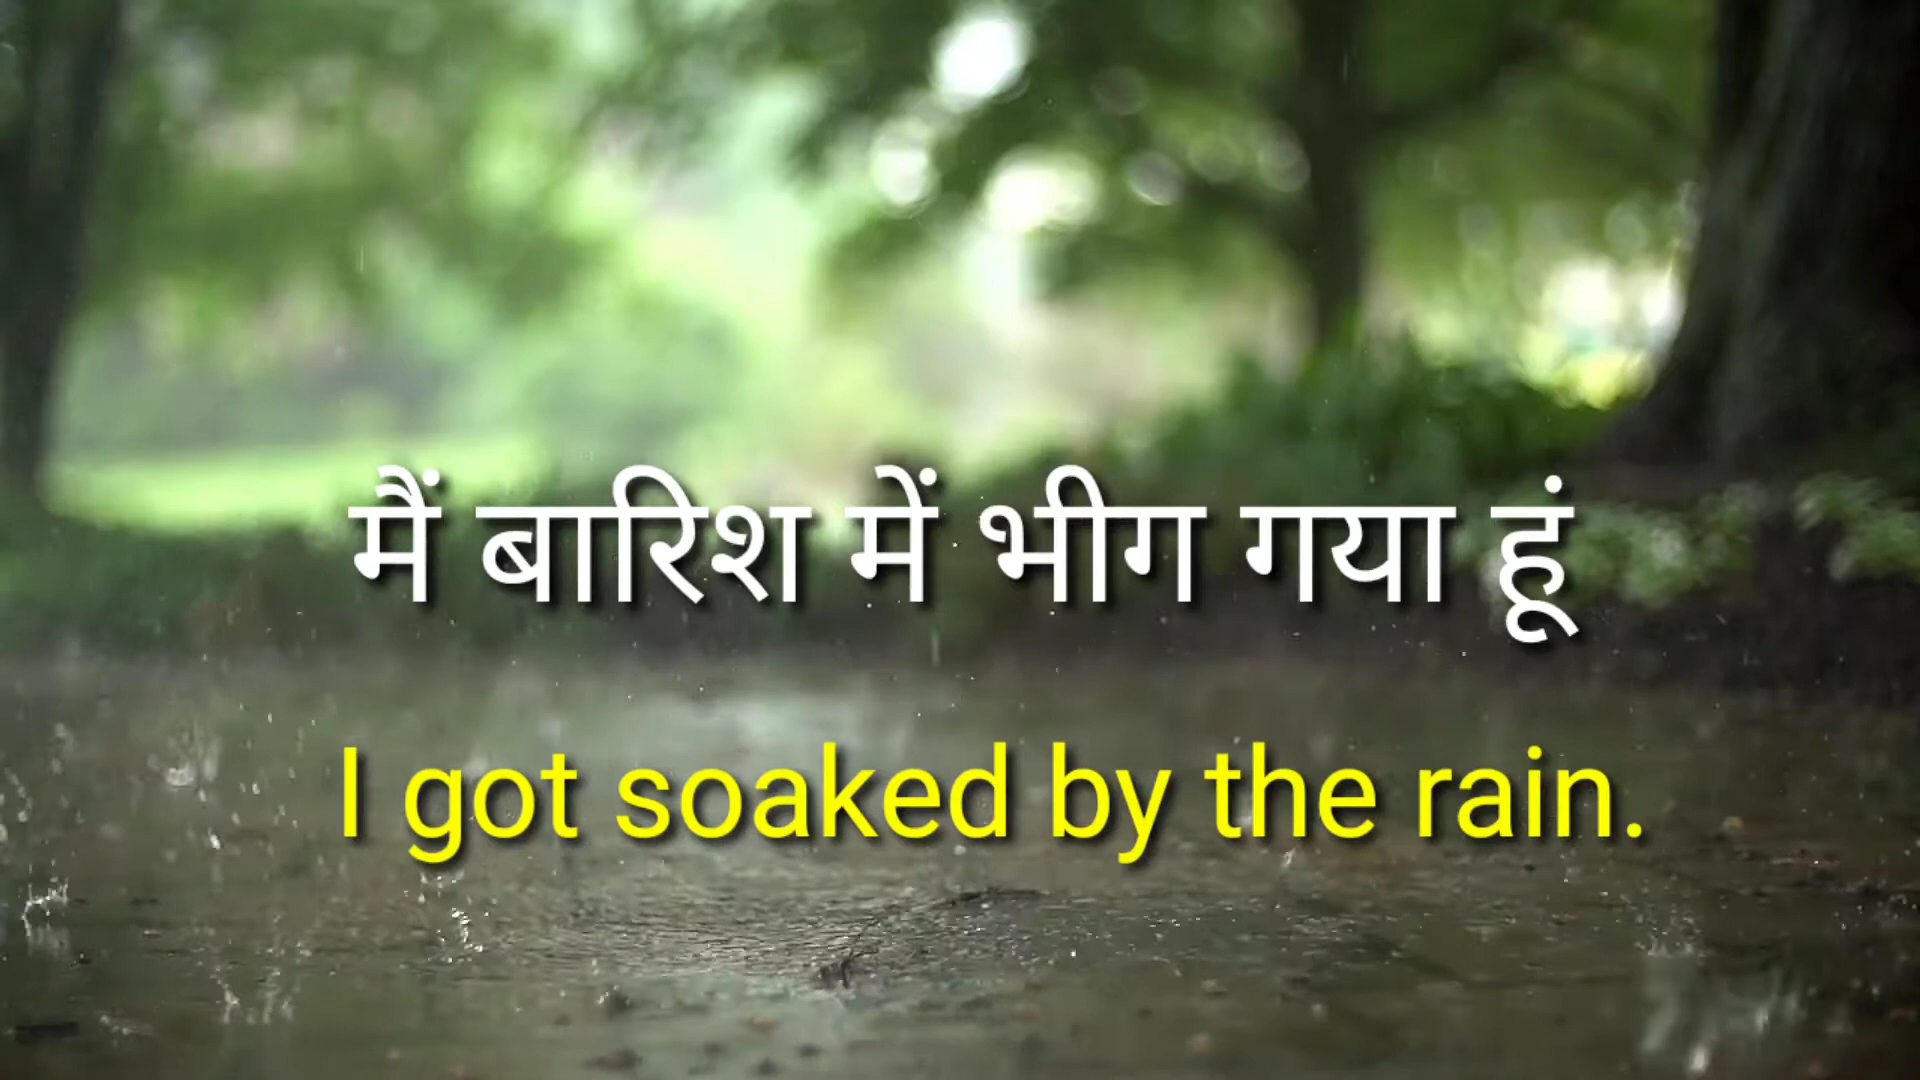 मैं बारिश में भीग गया हूं
I got soaked by the rain.